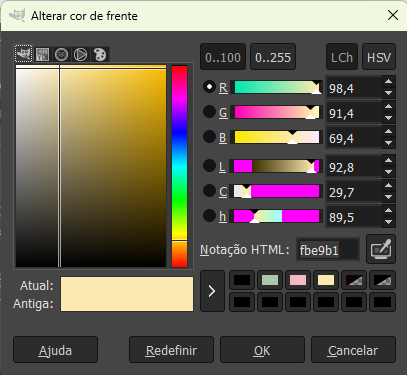 Alterar cor de frente
0..100
0..255
LCh
HSV
R
98,4
G
91,4
B
69,4
L
92,8
C
29,7
h
89,5
Notação HTML:
fbe9b1
Atual:
Antiga:
Ajuda
Redefinir
OK
Cancelar